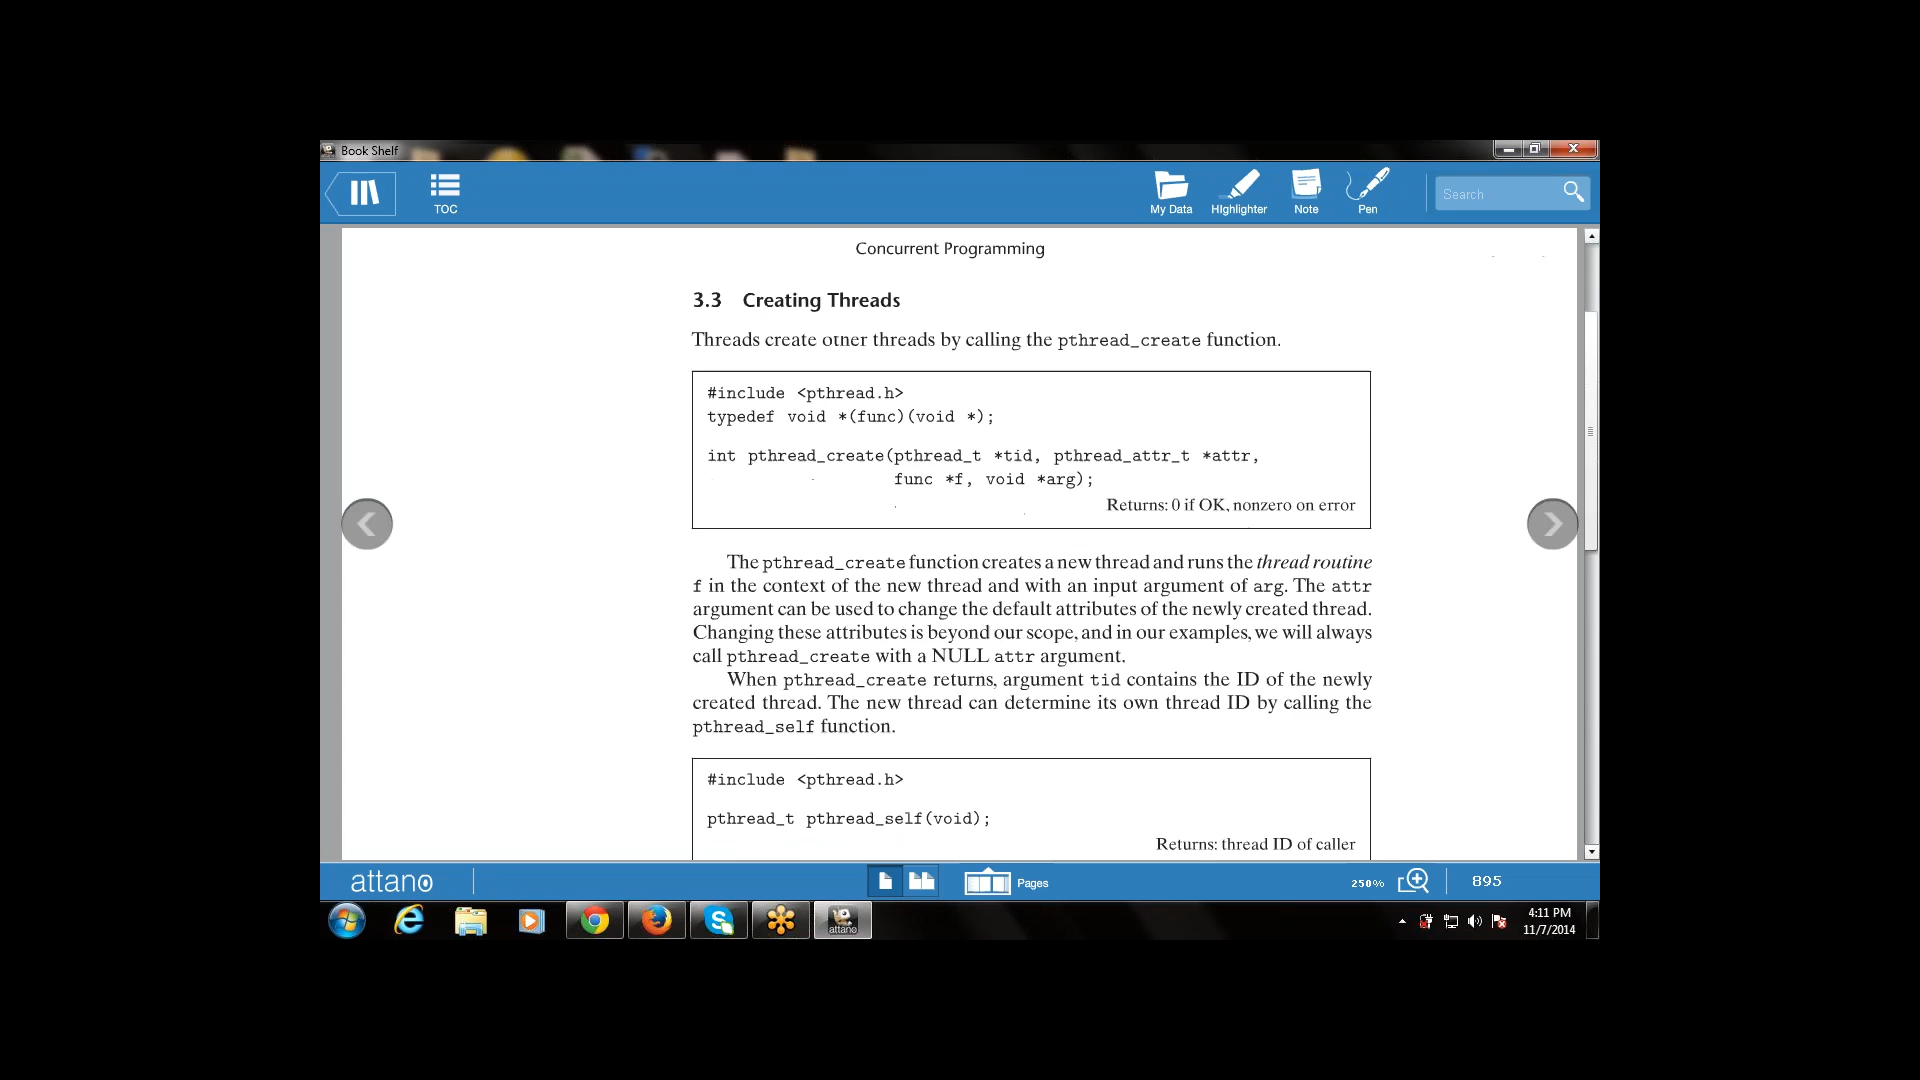 Book Shelf
TOC
My Data
HIghlighter
Note
Pen
Search
Concurrent Programming
3.3 Creating Threads
Threads create other threads by calling the pthread_create function.
#include <pthread.h>
typedef void *(func)(void *);
int pthread_create(pthread_t *tid, pthread_attr_t *attr,
func *f, void *arg);
Returns: 0 if OK, nonzero on error
The pthread_create function creates a new thread and runs the thread routine
f in the context of the new thread and with an input argument of arg. The attr
argument can be used to change the default attributes of the newly created thread.
Changing these attributes is beyond our scope, and in our examples, we will always
call pthread_create with a NULL attr argument.
When pthread_create returns, argument tid contains the ID of the newly
created thread. The new thread can determine its own thread ID by calling the
pthread_self function.
#include <pthread.h>
pthread_t pthread_self(void);
Returns: thread ID of caller
attano
Pages
250%
895
attano
4:11 PM
11/7/2014